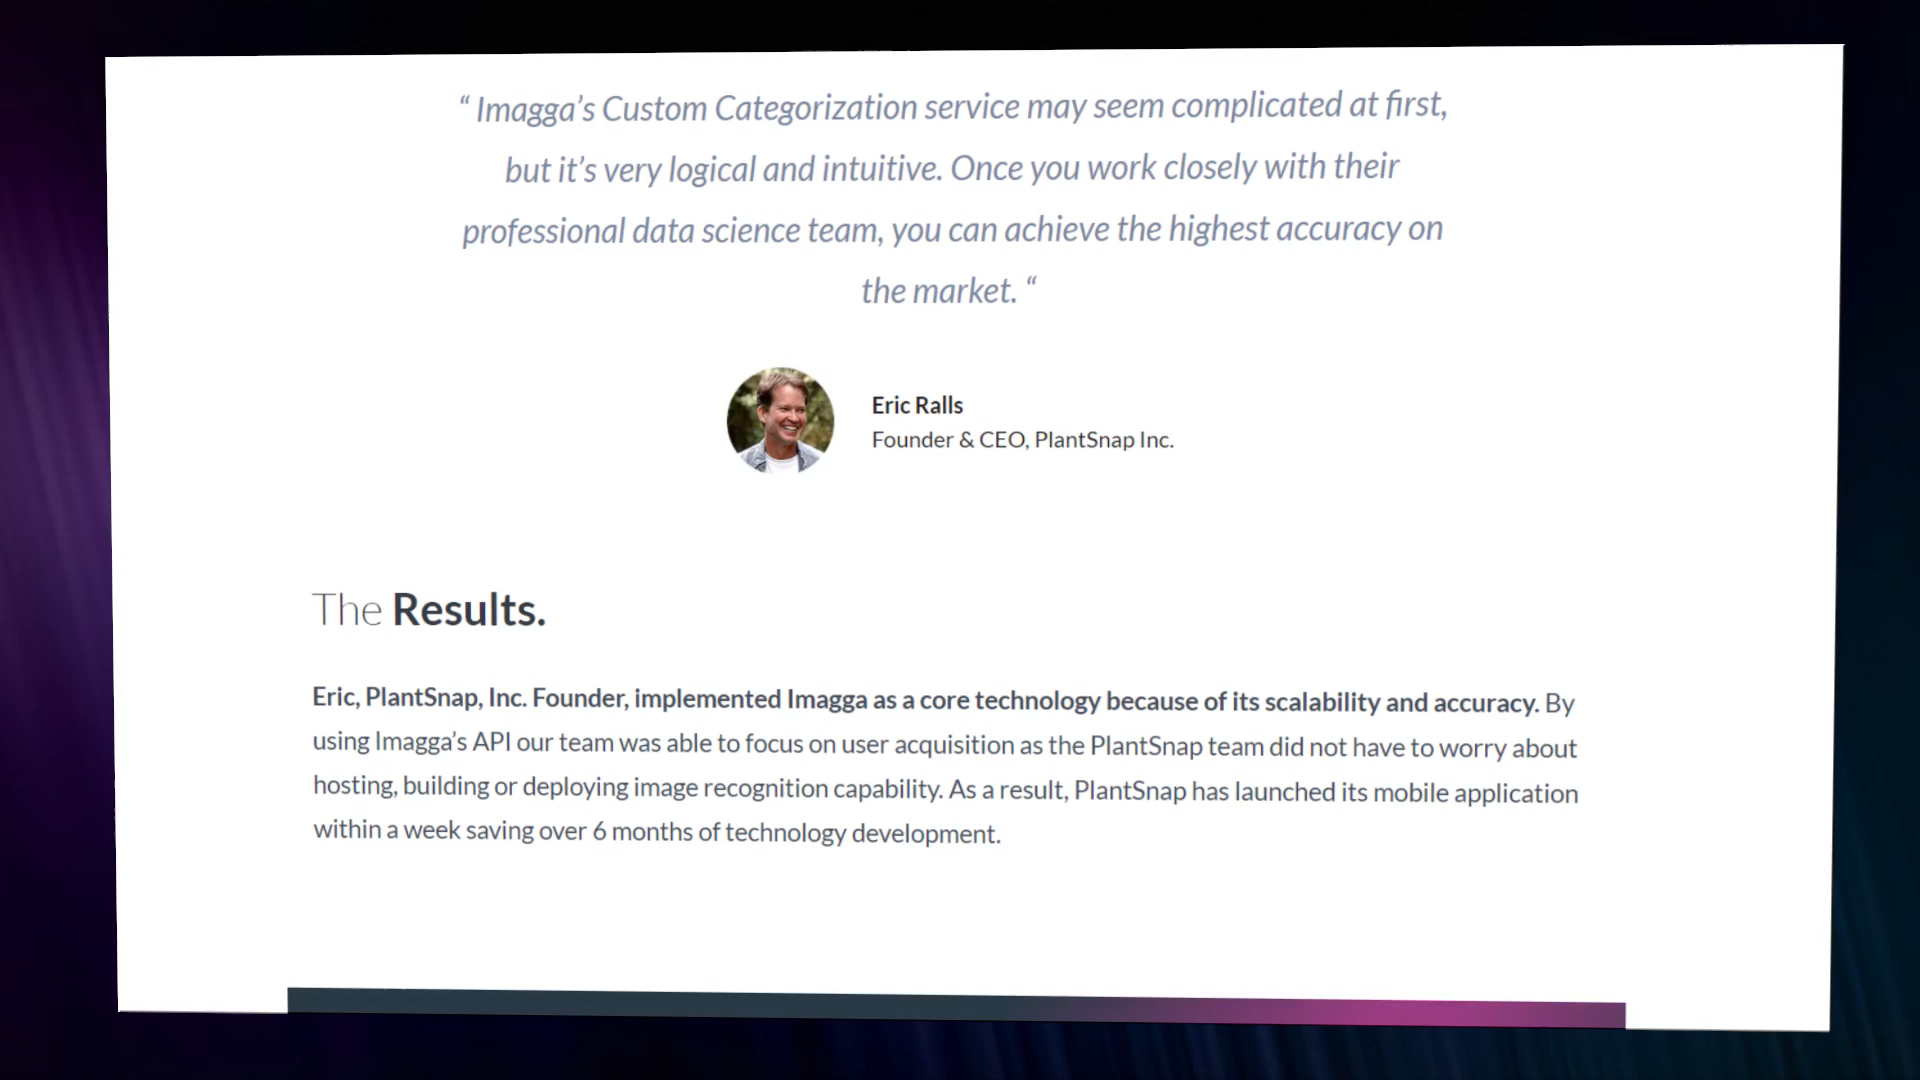 “ Imagga’s Custom Categorization service may seem complicated at first,
but it’s very logical and intuitive. Once you work closely with their
professional data science team, you can achieve the highest accuracy on
the market. “
Eric Ralls
Founder & CEO, PlantSnap Inc.
The Results.
Eric, PlantSnap, Inc. Founder, implemented Imagga as a core technology because of its scalability and accuracy. By
using Imagga’s API our team was able to focus on user acquisition as the PlantSnap team did not have to worry about
hosting, building or deploying image recognition capability. As a result, PlantSnap has launched its mobile application
within a week saving over 6 months of technology development.